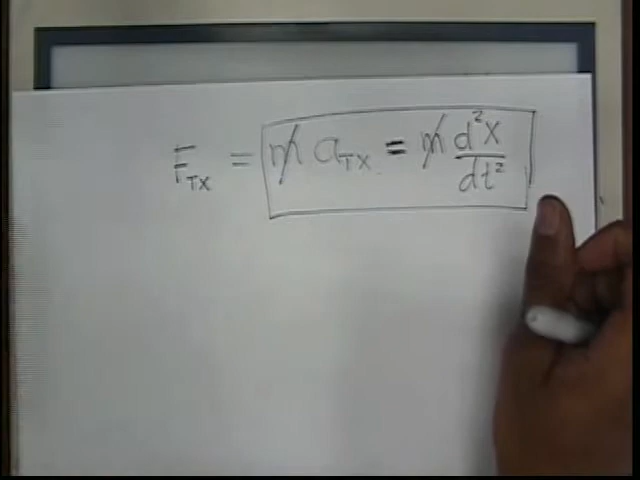 F_TX = m a_TX = m d²x/dt²